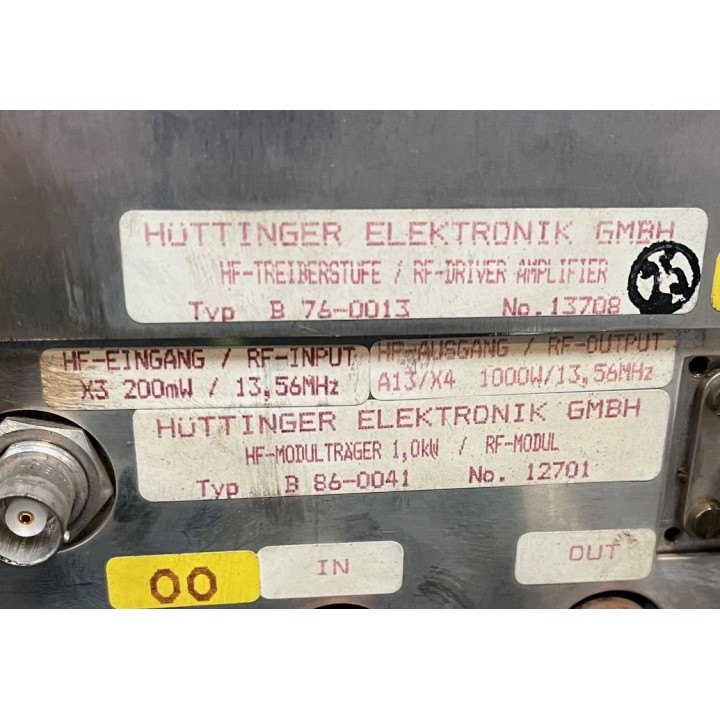 HÜTTINGER ELEKTRONIK GMBH
HF-TREIBERSTUFE / RF-DRIVER AMPLIFIER
Typ B 76-0013 No.13708
HF-EINGANG / RF-INPUT
X3 200mW / 13,56MHz
HF-AUSGANG / RF-OUTPUT
A13/X4 1000W/13,56MHz
HÜTTINGER ELEKTRONIK GMBH
HF-MODULTRÄGER 1,0kW / RF-MODUL
Typ B 86-0041 No. 12701
00
IN
OUT